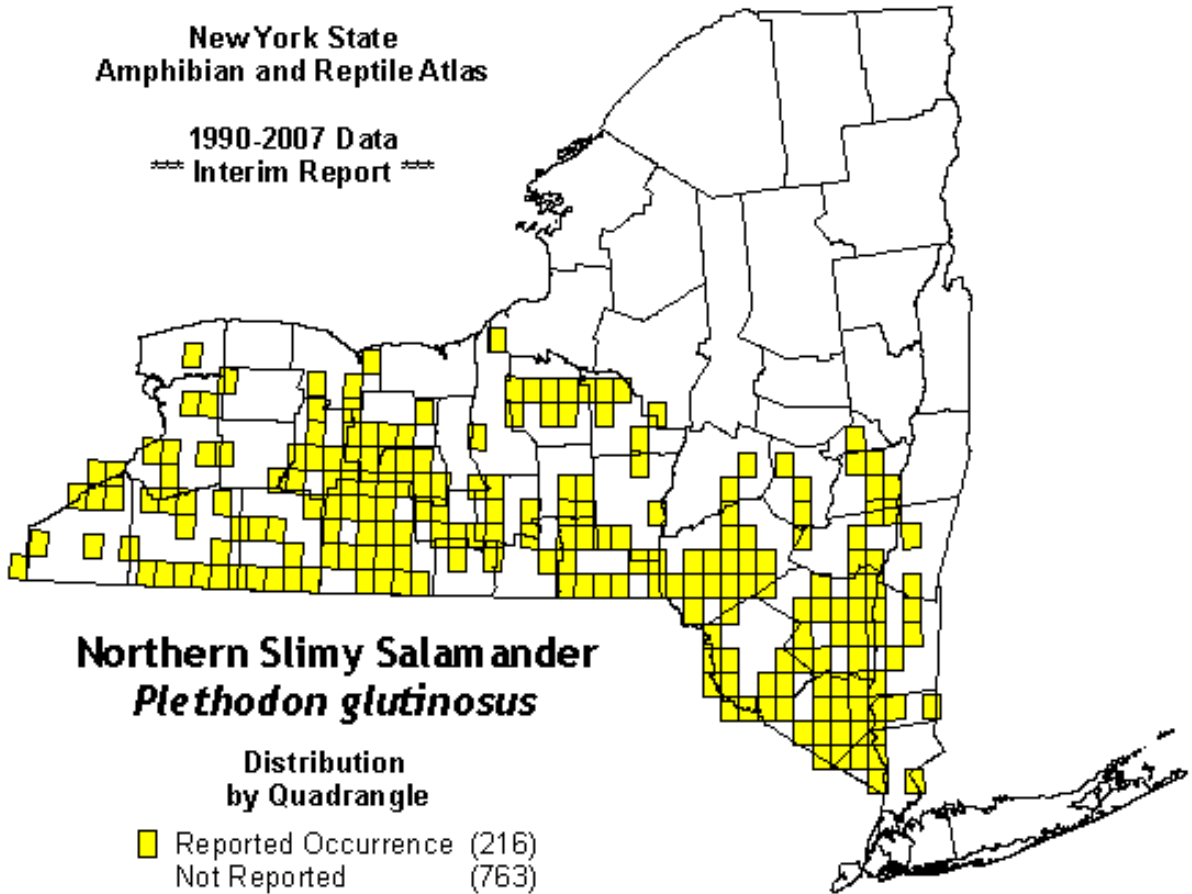 New York State
Amphibian and Reptile Atlas
1990-2007 Data
*** Interim Report ***
Northern Slimy Salamander
Plethodon glutinosus
Distribution
by Quadrangle
Reported Occurrence (216)
Not Reported (763)